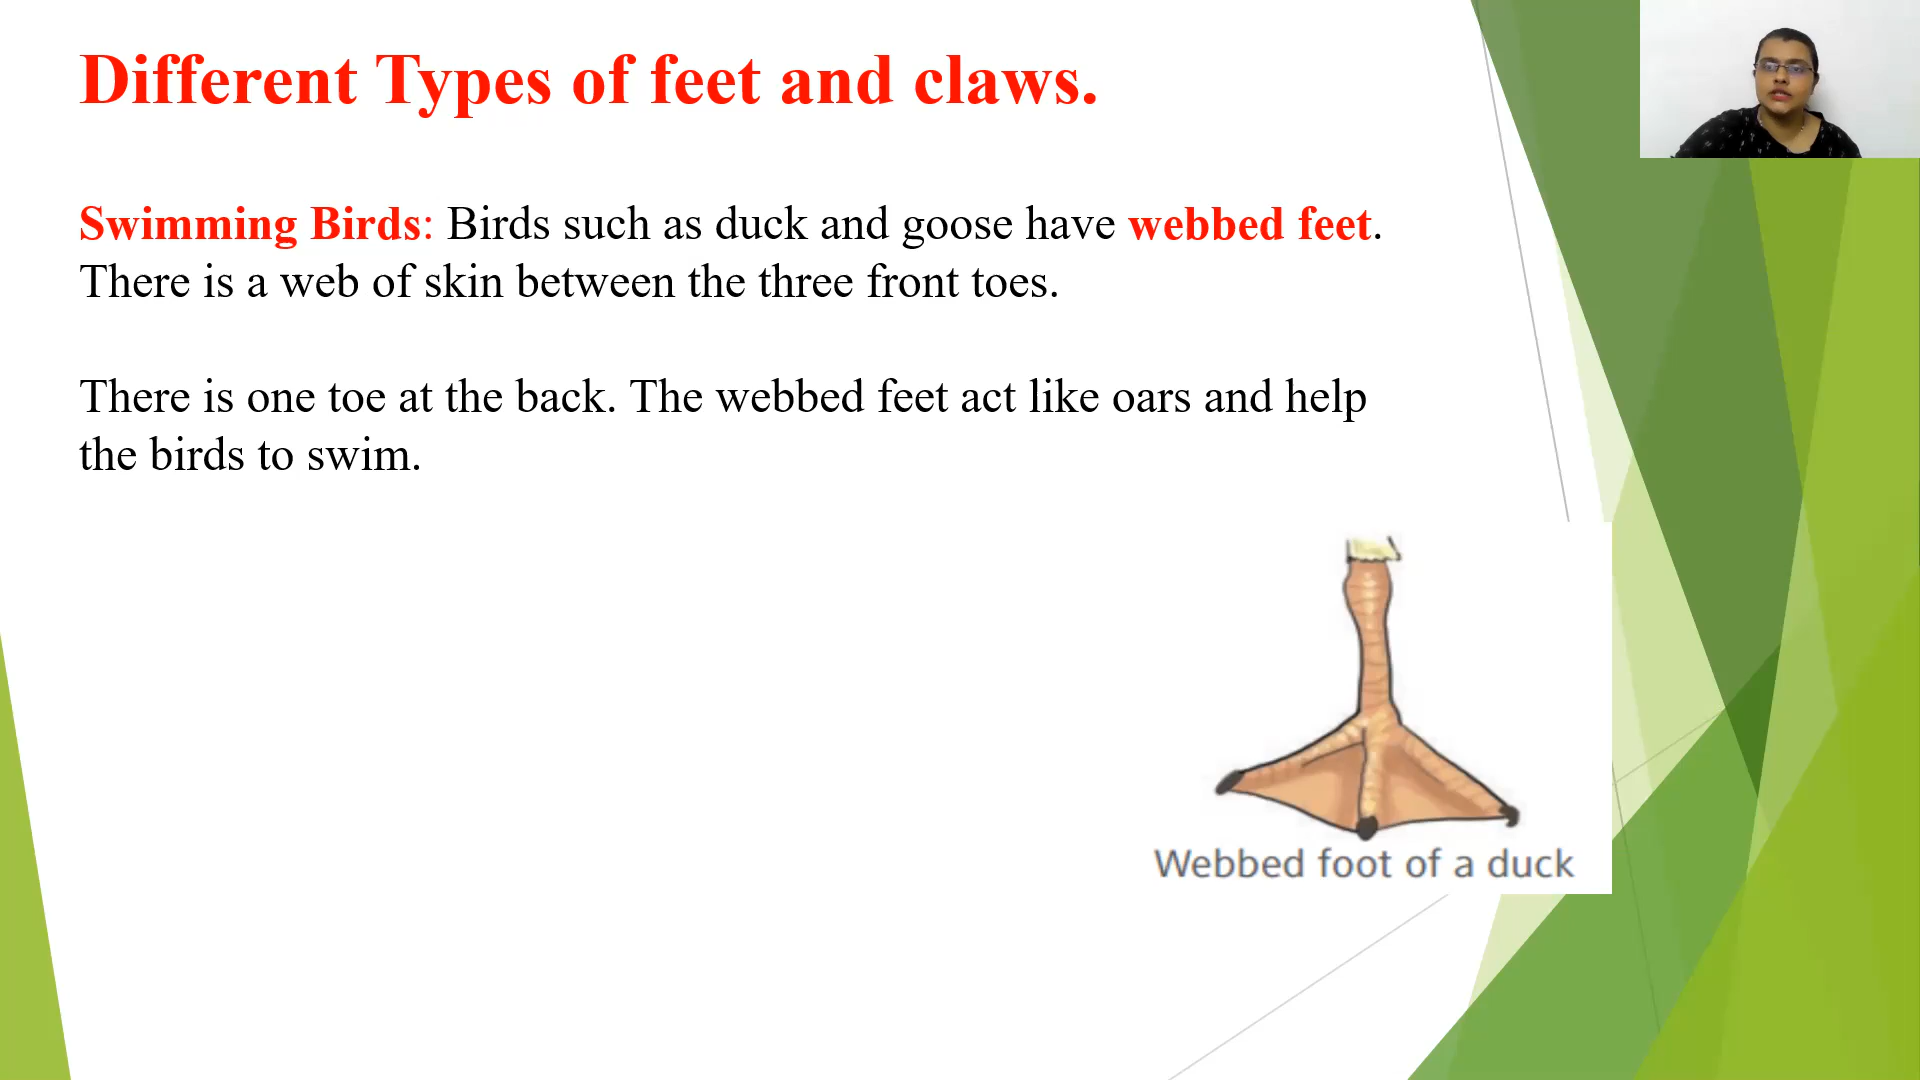 Different Types of feet and claws.
Swimming Birds: Birds such as duck and goose have webbed feet.
There is a web of skin between the three front toes.
There is one toe at the back. The webbed feet act like oars and help
the birds to swim.
Webbed foot of a duck